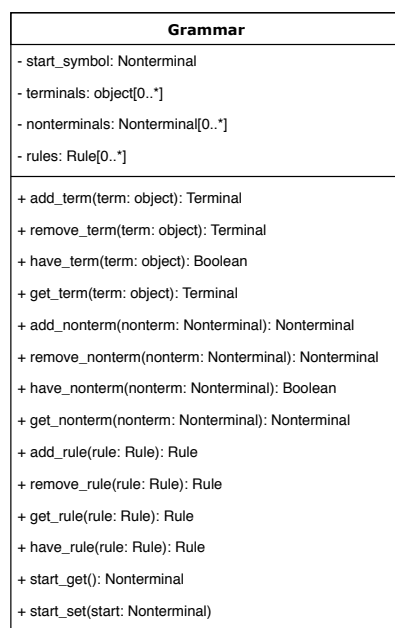 Grammar
- start_symbol: Nonterminal
- terminals: object[0..*]
- nonterminals: Nonterminal[0..*]
- rules: Rule[0..*]
+ add_term(term: object): Terminal
+ remove_term(term: object): Terminal
+ have_term(term: object): Boolean
+ get_term(term: object): Terminal
+ add_nonterm(nonterm: Nonterminal): Nonterminal
+ remove_nonterm(nonterm: Nonterminal): Nonterminal
+ have_nonterm(nonterm: Nonterminal): Boolean
+ get_nonterm(nonterm: Nonterminal): Nonterminal
+ add_rule(rule: Rule): Rule
+ remove_rule(rule: Rule): Rule
+ get_rule(rule: Rule): Rule
+ have_rule(rule: Rule): Rule
+ start_get(): Nonterminal
+ start_set(start: Nonterminal)